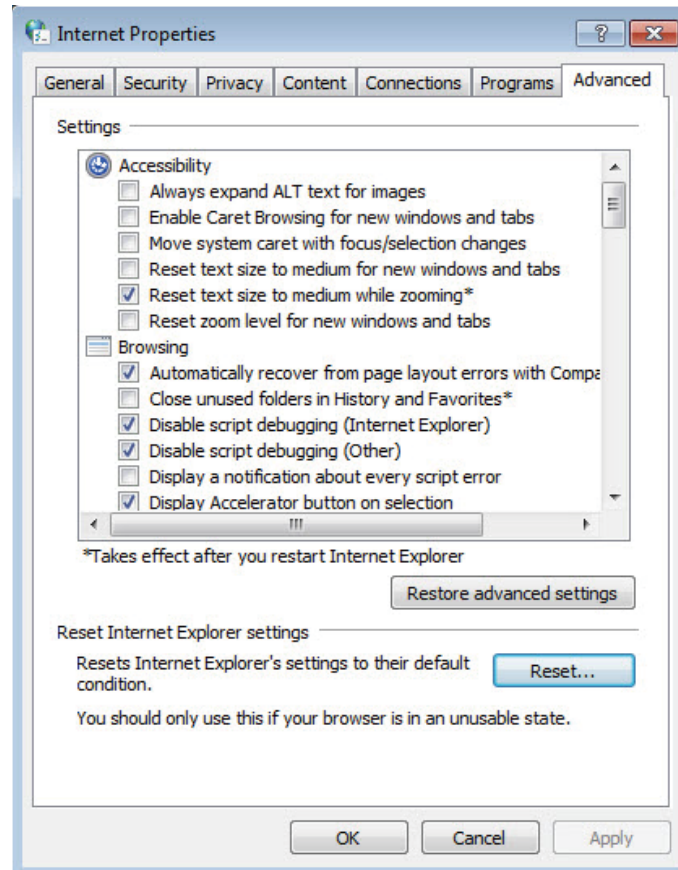 Internet Properties
General Security Privacy Content Connections Programs Advanced
Settings
Accessibility
Always expand ALT text for images
Enable Caret Browsing for new windows and tabs
Move system caret with focus/selection changes
Reset text size to medium for new windows and tabs
Reset text size to medium while zooming*
Reset zoom level for new windows and tabs
Browsing
Automatically recover from page layout errors with Compa
Close unused folders in History and Favorites*
Disable script debugging (Internet Explorer)
Disable script debugging (Other)
Display a notification about every script error
Display Accelerator button on selection
*Takes effect after you restart Internet Explorer
Restore advanced settings
Reset Internet Explorer settings
Resets Internet Explorer's settings to their default
condition.
Reset...
You should only use this if your browser is in an unusable state.
OK Cancel Apply